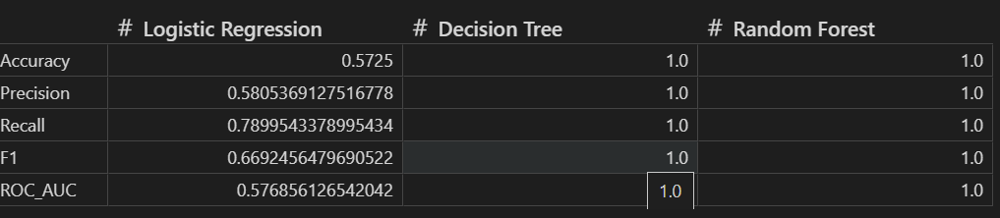 # Logistic Regression # Decision Tree # Random Forest
Accuracy 0.5725 1.0 1.0
Precision 0.5805369127516778 1.0 1.0
Recall 0.7899543378995434 1.0 1.0
F1 0.6692456479690522 1.0 1.0
ROC_AUC 0.576856126542042 1.0 1.0